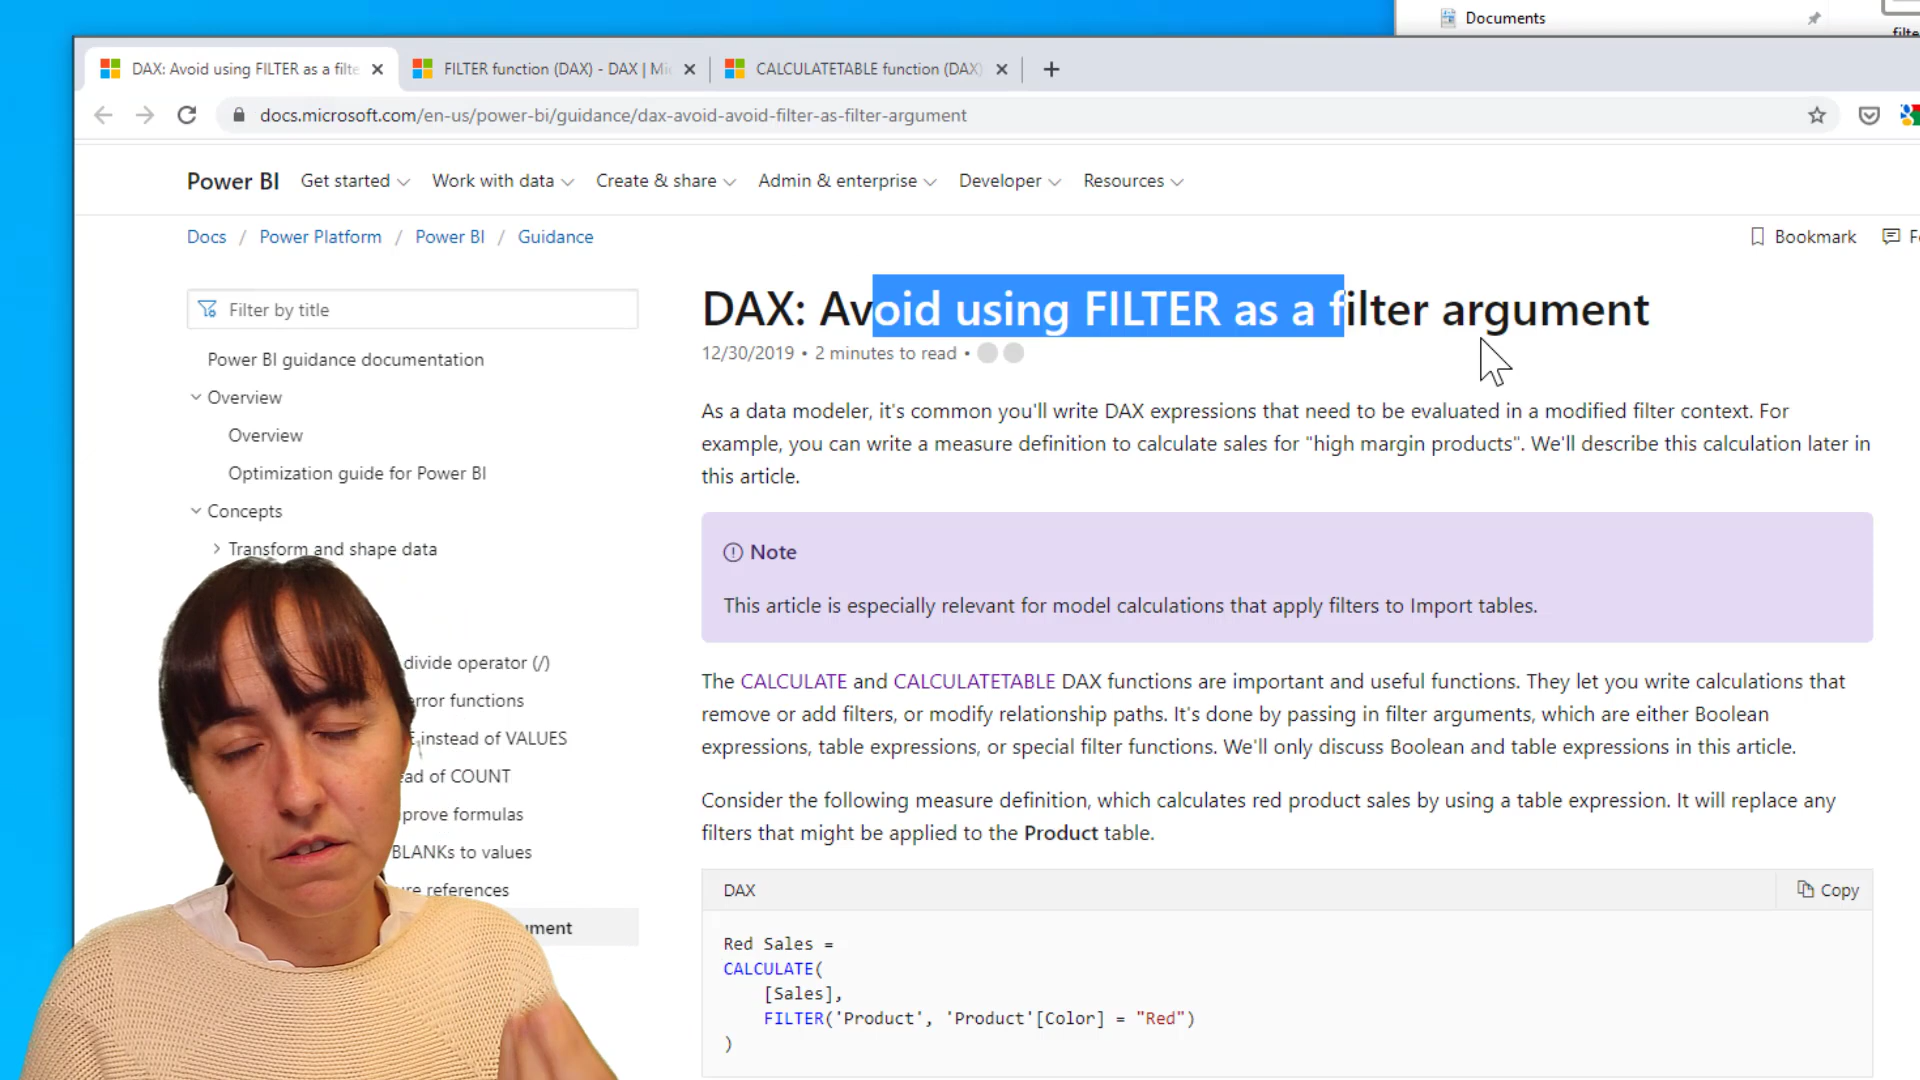 Documents
filte
DAX: Avoid using FILTER as a filte
FILTER function (DAX) - DAX | Mic
CALCULATETABLE function (DAX)
docs.microsoft.com/en-us/power-bi/guidance/dax-avoid-avoid-filter-as-filter-argument
Power BI Get started Work with data Create & share Admin & enterprise Developer Resources
Docs / Power Platform / Power BI / Guidance
Bookmark
Filter by title
Power BI guidance documentation
Overview
Overview
Optimization guide for Power BI
Concepts
Transform and shape data
divide operator (/)
error functions
instead of VALUES
ead of COUNT
prove formulas
BLANKs to values
ure references
ument
DAX: Avoid using FILTER as a filter argument
12/30/2019 • 2 minutes to read •
As a data modeler, it's common you'll write DAX expressions that need to be evaluated in a modified filter context. For
example, you can write a measure definition to calculate sales for "high margin products". We'll describe this calculation later in
this article.
Note
This article is especially relevant for model calculations that apply filters to Import tables.
The CALCULATE and CALCULATETABLE DAX functions are important and useful functions. They let you write calculations that
remove or add filters, or modify relationship paths. It's done by passing in filter arguments, which are either Boolean
expressions, table expressions, or special filter functions. We'll only discuss Boolean and table expressions in this article.
Consider the following measure definition, which calculates red product sales by using a table expression. It will replace any
filters that might be applied to the Product table.
DAX
Copy
Red Sales =
CALCULATE(
[Sales],
FILTER('Product', 'Product'[Color] = "Red")
)